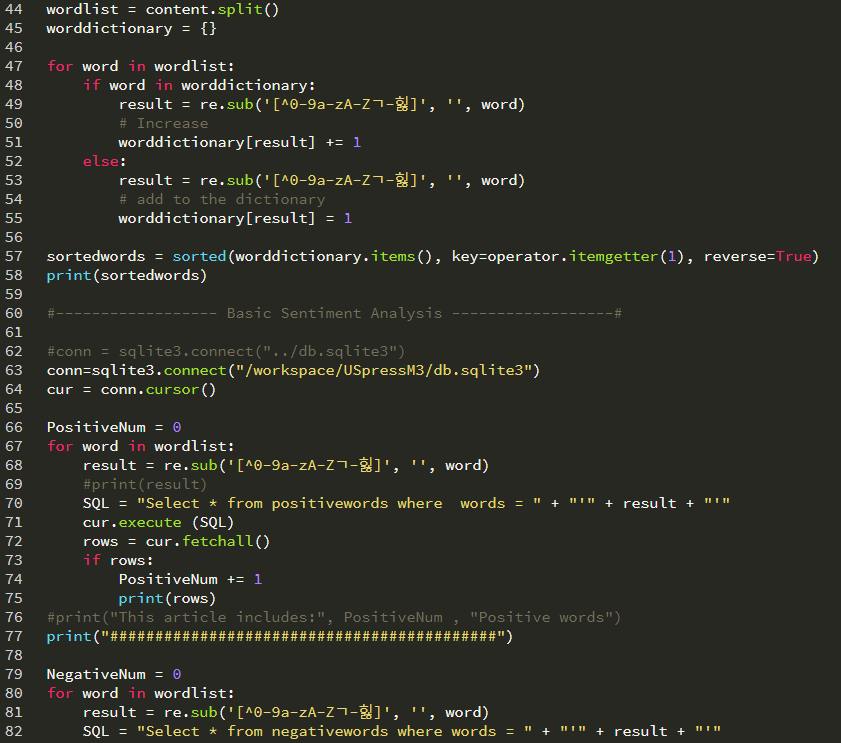 44 wordlist = content.split()
45 worddictionary = {}
46
47 for word in wordlist:
48     if word in worddictionary:
49         result = re.sub('[^0-9a-zA-Zㄱ-힗]', '', word)
50         # Increase
51         worddictionary[result] += 1
52     else:
53         result = re.sub('[^0-9a-zA-Zㄱ-힗]', '', word)
54         # add to the dictionary
55         worddictionary[result] = 1
56
57 sortedwords = sorted(worddictionary.items(), key=operator.itemgetter(1), reverse=True)
58 print(sortedwords)
59
60 #------------------ Basic Sentiment Analysis ------------------#
61
62 #conn = sqlite3.connect("../db.sqlite3")
63 conn=sqlite3.connect("/workspace/USpressM3/db.sqlite3")
64 cur = conn.cursor()
65
66 PositiveNum = 0
67 for word in wordlist:
68     result = re.sub('[^0-9a-zA-Zㄱ-힗]', '', word)
69     #print(result)
70     SQL = "Select * from positivewords where  words = " + "'" + result + "'"
71     cur.execute (SQL)
72     rows = cur.fetchall()
73     if rows:
74         PositiveNum += 1
75         print(rows)
76 #print("This article includes:", PositiveNum , "Positive words")
77 print("###########################################")
78
79 NegativeNum = 0
80 for word in wordlist:
81     result = re.sub('[^0-9a-zA-Zㄱ-힗]', '', word)
82     SQL = "Select * from negativewords where words = " + "'" + result + "'"